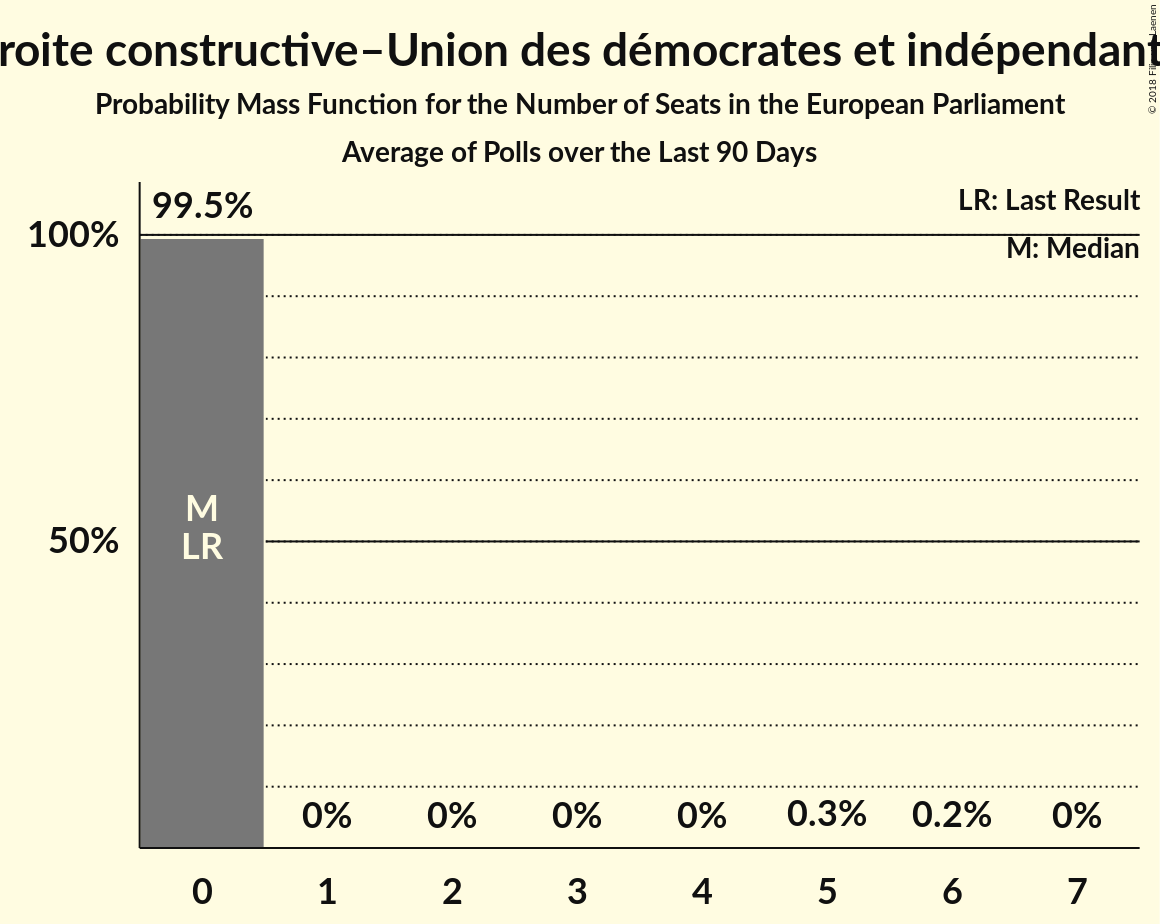 roite constructive–Union des démocrates et indépendant
Probability Mass Function for the Number of Seats in the European Parliament
Average of Polls over the Last 90 Days
© 2018 Laenen
LR: Last Result
M: Median
99.5%
100%
50%
M
LR
0% 0% 0% 0% 0.3% 0.2% 0%
0 1 2 3 4 5 6 7